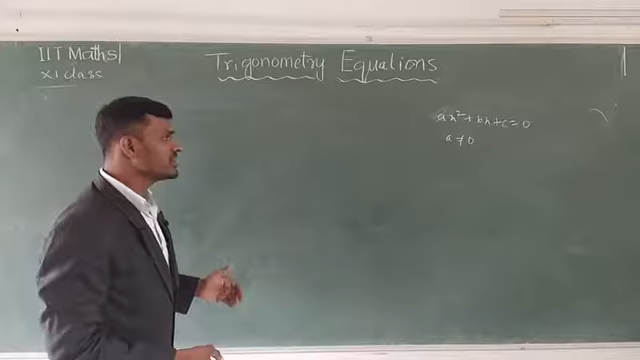 IIT Maths
XI class
Trigonometry Equations
ax²+bx+c=0
a≠0